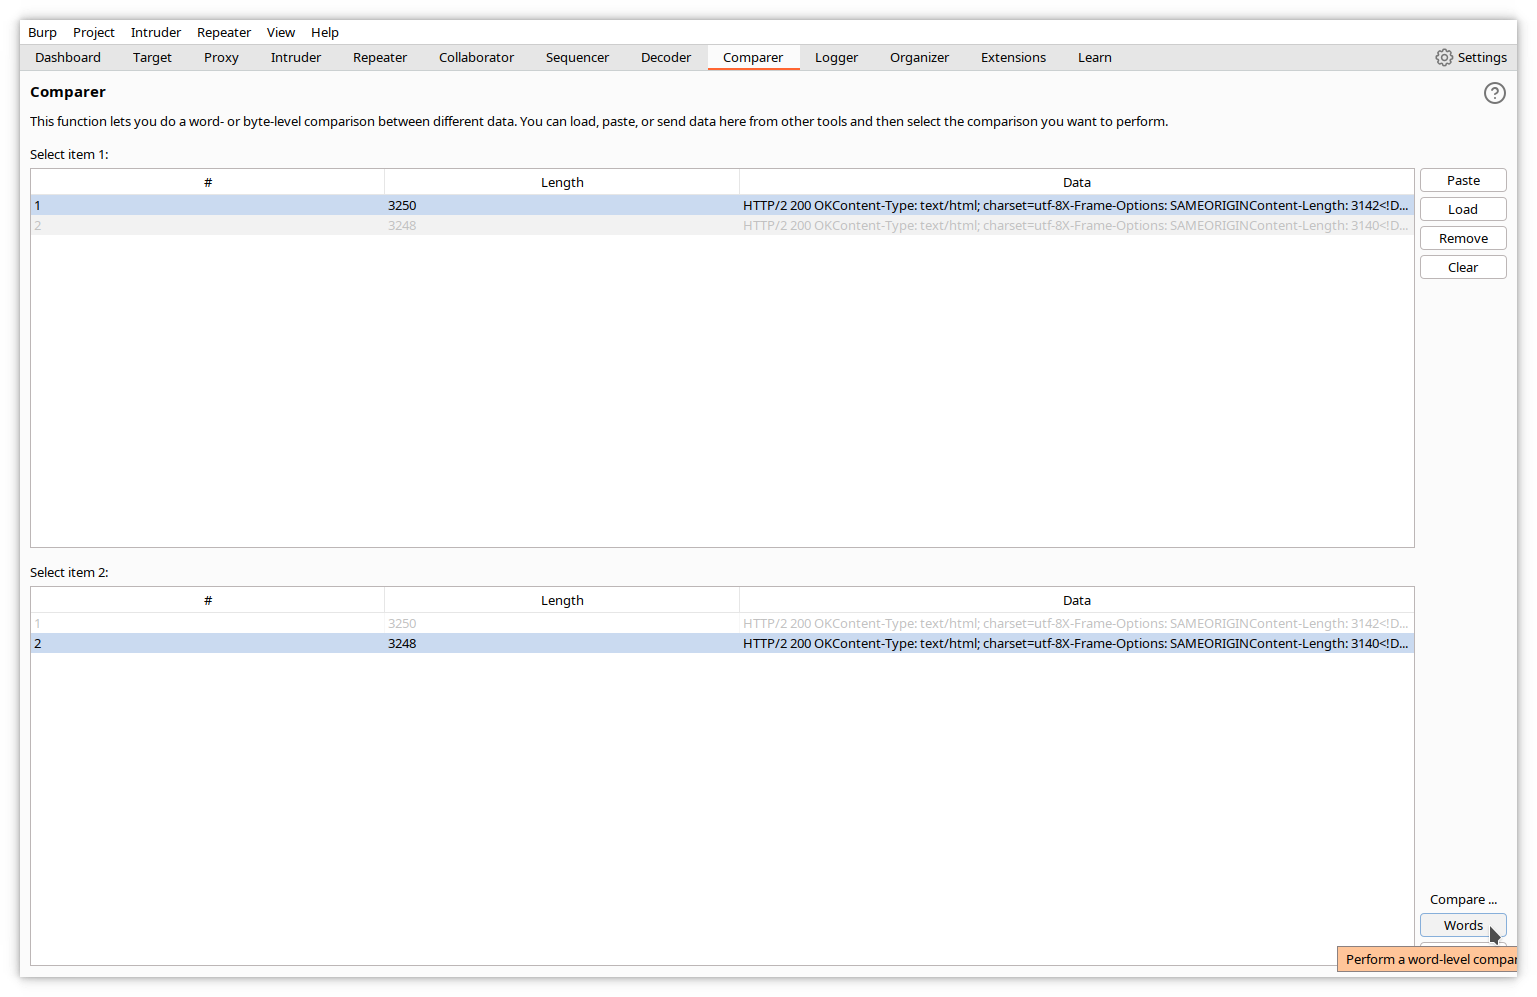 Burp Project Intruder Repeater View Help
Dashboard Target Proxy Intruder Repeater Collaborator Sequencer Decoder Comparer Logger Organizer Extensions Learn Settings
Comparer
This function lets you do a word- or byte-level comparison between different data. You can load, paste, or send data here from other tools and then select the comparison you want to perform.
Select item 1:
# Length Data
1 3250 HTTP/2 200 OKContent-Type: text/html; charset=utf-8X-Frame-Options: SAMEORIGINContent-Length: 3142<!D...
2 3248 HTTP/2 200 OKContent-Type: text/html; charset=utf-8X-Frame-Options: SAMEORIGINContent-Length: 3140<!D...
Paste
Load
Remove
Clear
Select item 2:
# Length Data
1 3250 HTTP/2 200 OKContent-Type: text/html; charset=utf-8X-Frame-Options: SAMEORIGINContent-Length: 3142<!D...
2 3248 HTTP/2 200 OKContent-Type: text/html; charset=utf-8X-Frame-Options: SAMEORIGINContent-Length: 3140<!D...
Compare ...
Words
Perform a word-level compar